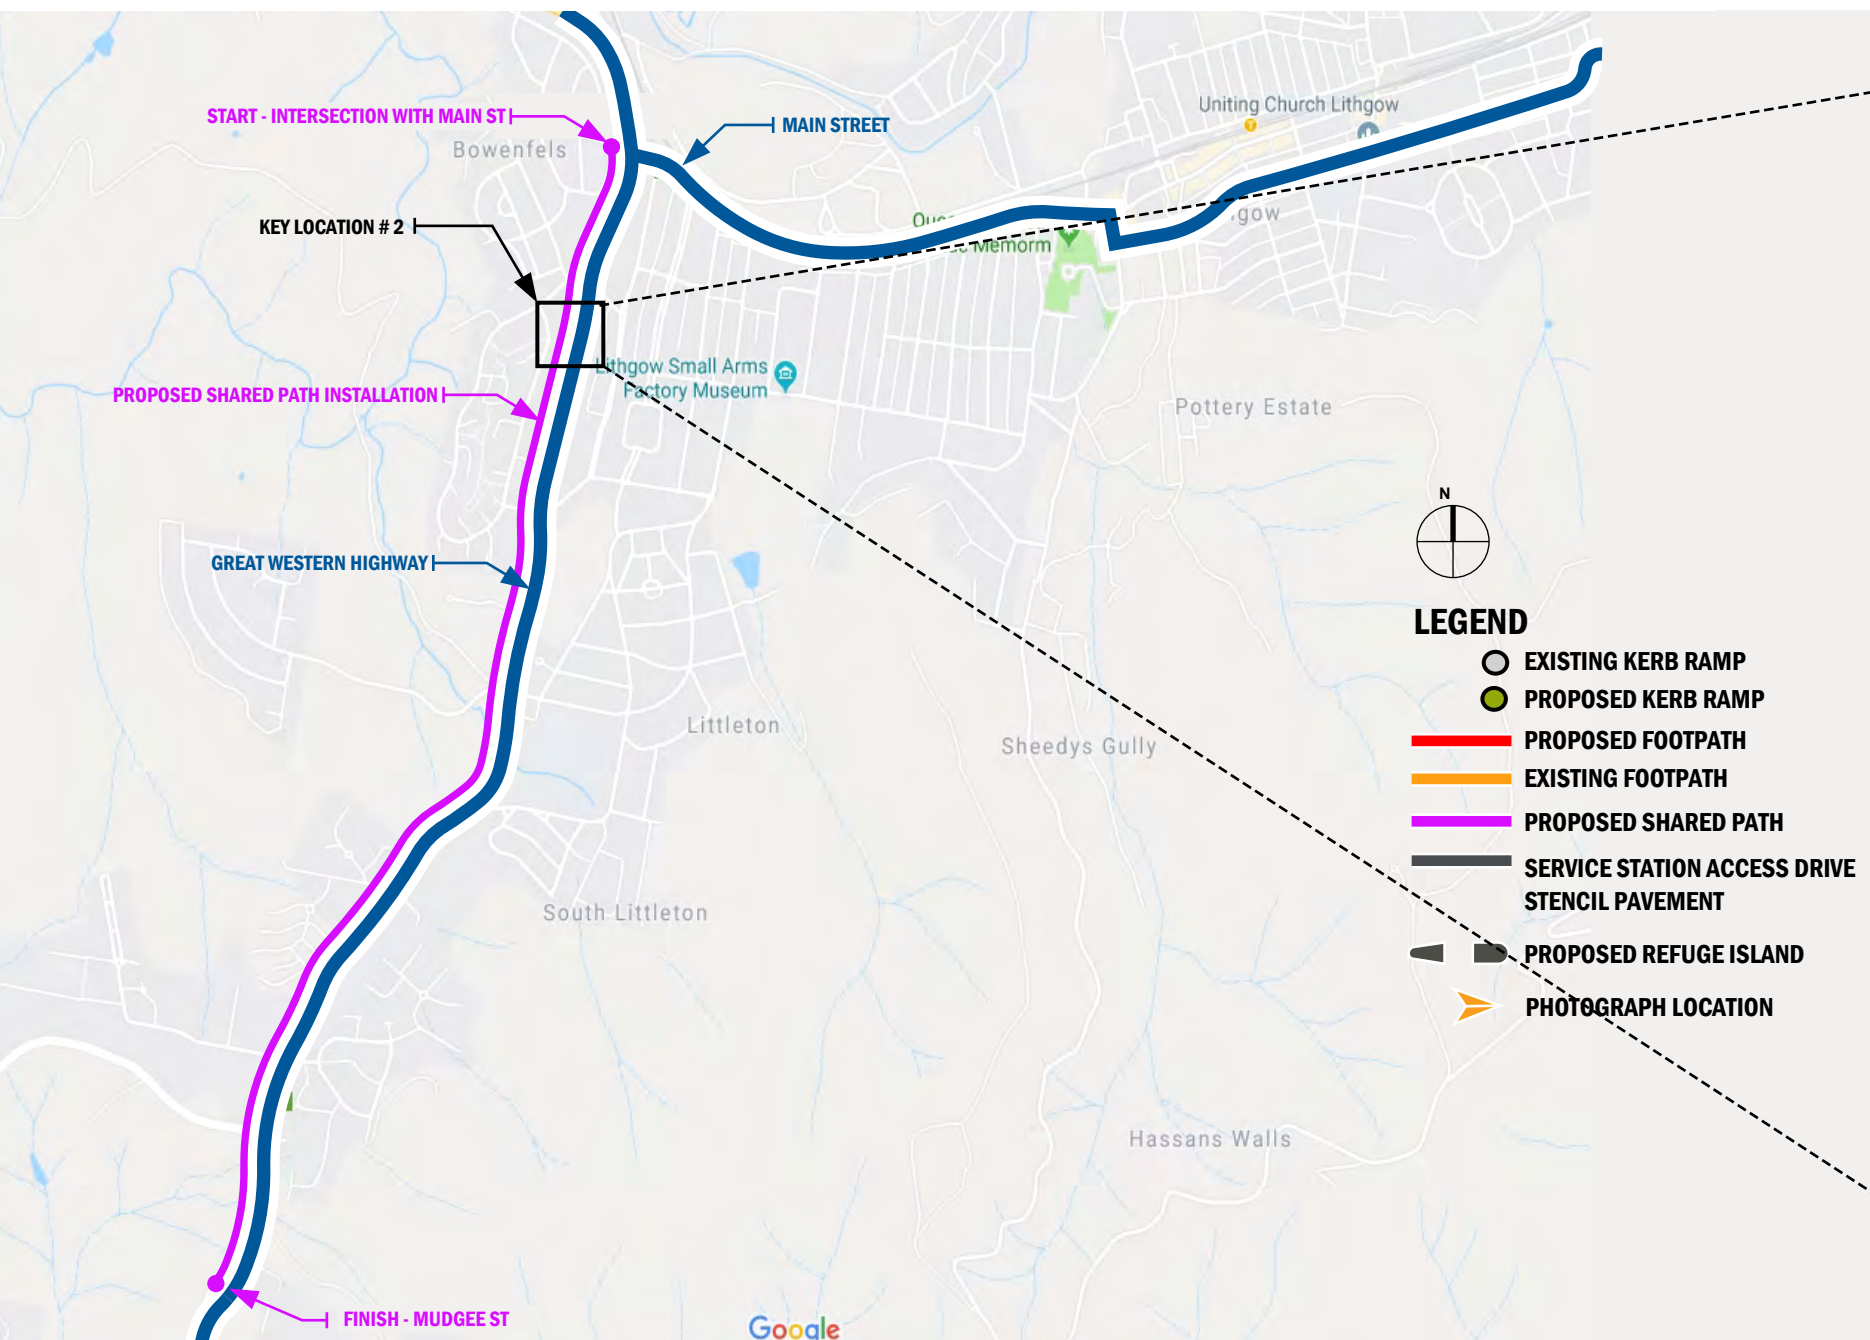 START - INTERSECTION WITH MAIN ST
Bowenfels
MAIN STREET
Uniting Church Lithgow
KEY LOCATION # 2
gow
Memorm
Lithgow Small Arms
Factory Museum
PROPOSED SHARED PATH INSTALLATION
Pottery Estate
N
GREAT WESTERN HIGHWAY
LEGEND
EXISTING KERB RAMP
PROPOSED KERB RAMP
PROPOSED FOOTPATH
EXISTING FOOTPATH
PROPOSED SHARED PATH
SERVICE STATION ACCESS DRIVE
STENCIL PAVEMENT
PROPOSED REFUGE ISLAND
PHOTOGRAPH LOCATION
Littleton
Sheedys Gully
South Littleton
Hassans Walls
FINISH - MUDGEE ST
Google